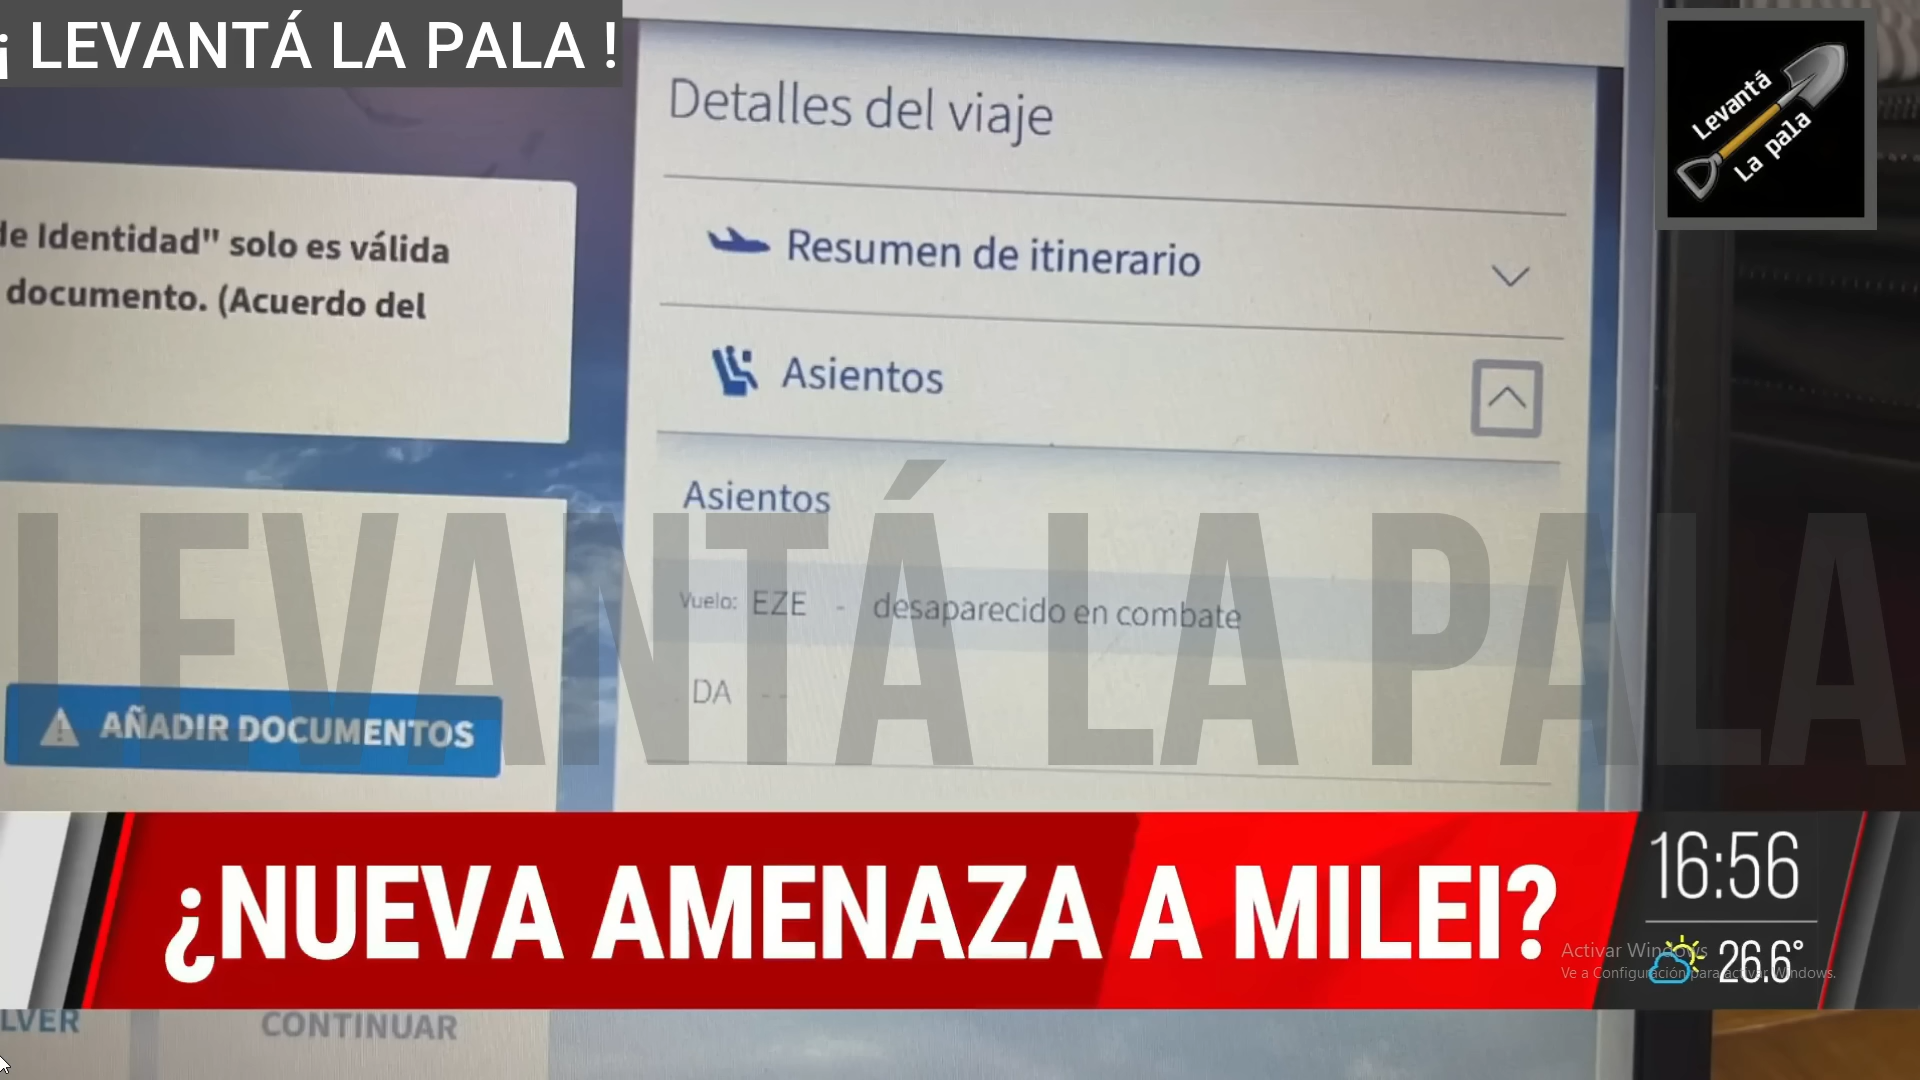 ¡ LEVANTÁ LA PALA !
Levantá
La pala
Detalles del viaje
de Identidad" solo es válida
documento. (Acuerdo del
Resumen de itinerario
Asientos
Asientos
Vuelo: EZE - desaparecido en combate
DA - -
LEVANTÁ LA PALA
AÑADIR DOCUMENTOS
¿NUEVA AMENAZA A MILEI?
16:56
26.6°
Activar Windows
Ve a Configuración para activar Windows.
LVER
CONTINUAR